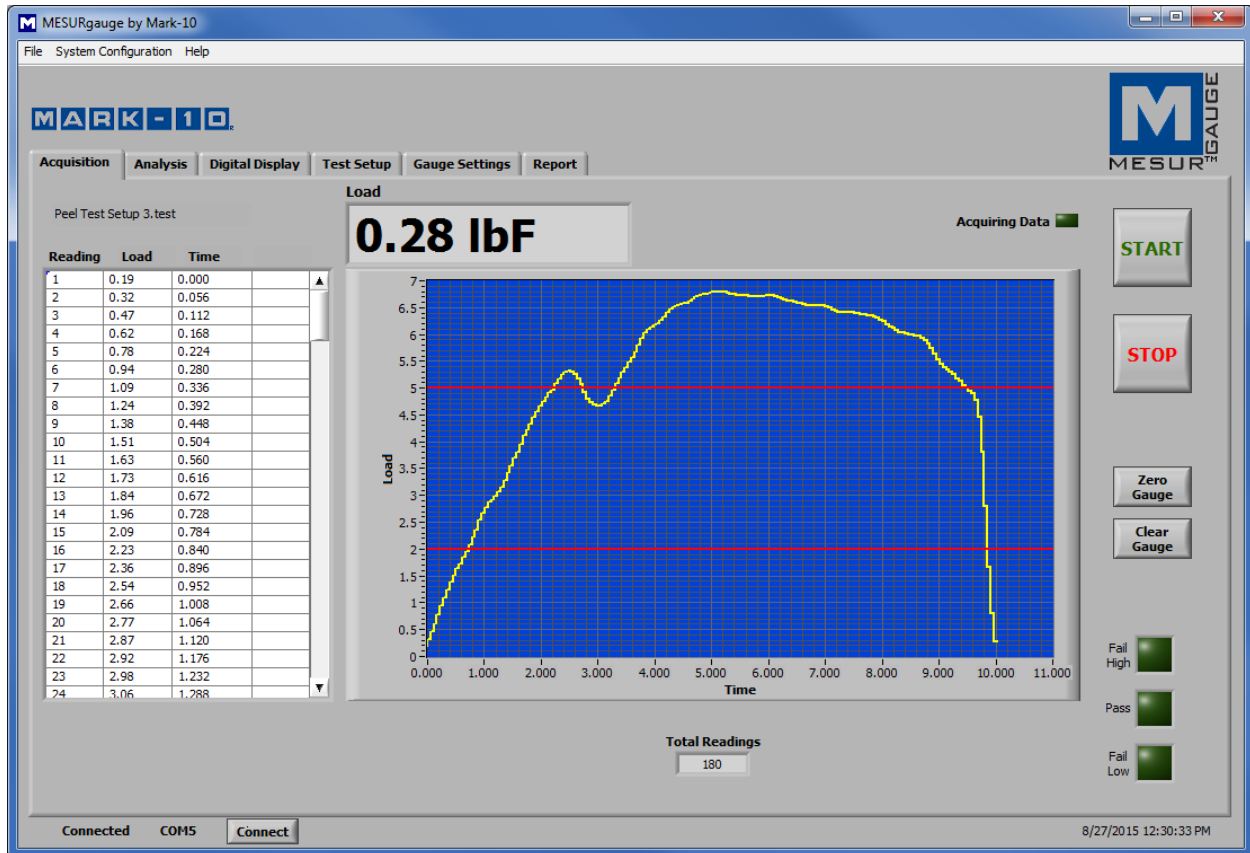 MESURgauge by Mark-10
File System Configuration Help
MARK-10
MESUR GAUGE™
Acquisition Analysis Digital Display Test Setup Gauge Settings Report
Peel Test Setup 3.test
Load
0.28 lbF
Acquiring Data
START
STOP
Reading Load Time
1 0.19 0.000
2 0.32 0.056
3 0.47 0.112
4 0.62 0.168
5 0.78 0.224
6 0.94 0.280
7 1.09 0.336
8 1.24 0.392
9 1.38 0.448
10 1.51 0.504
11 1.63 0.560
12 1.73 0.616
13 1.84 0.672
14 1.96 0.728
15 2.09 0.784
16 2.23 0.840
17 2.36 0.896
18 2.54 0.952
19 2.66 1.008
20 2.77 1.064
21 2.87 1.120
22 2.92 1.176
23 2.98 1.232
24 3.06 1.288
7
6.5
6
5.5
5
4.5
4
3.5
3
2.5
2
1.5
1
0.5
0
Load
0.000 1.000 2.000 3.000 4.000 5.000 6.000 7.000 8.000 9.000 10.000 11.000
Time
Zero
Gauge
Clear
Gauge
Fail
High
Pass
Fail
Low
Total Readings
180
Connected COM5 Connect
8/27/2015 12:30:33 PM